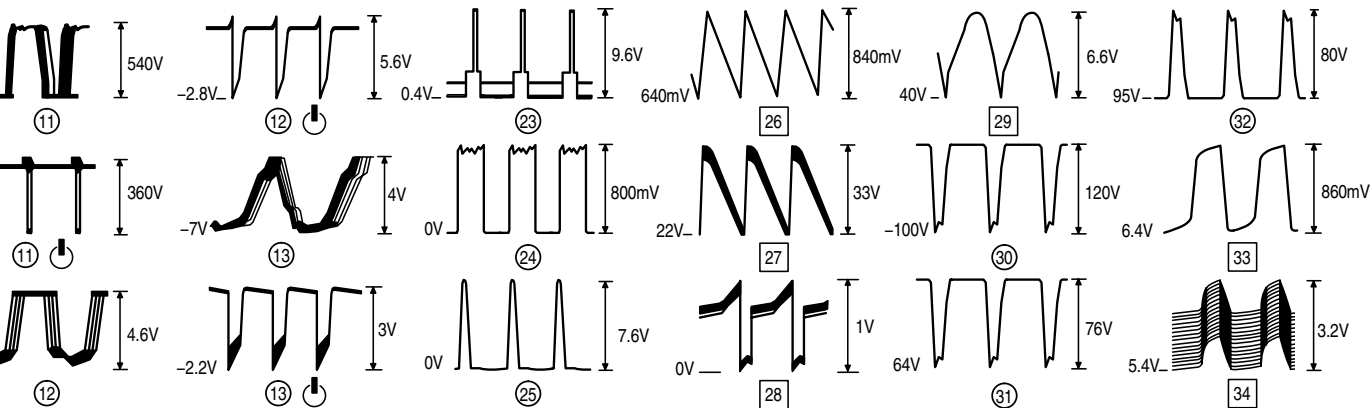 540V
11
−2.8V
5.6V
12
0.4V
9.6V
23
640mV
840mV
26
40V
6.6V
29
95V
80V
32
360V
11
−7V
4V
13
0V
800mV
24
22V
33V
27
−100V
120V
30
6.4V
860mV
33
4.6V
12
−2.2V
3V
13
0V
7.6V
25
0V
1V
28
64V
76V
31
5.4V
3.2V
34